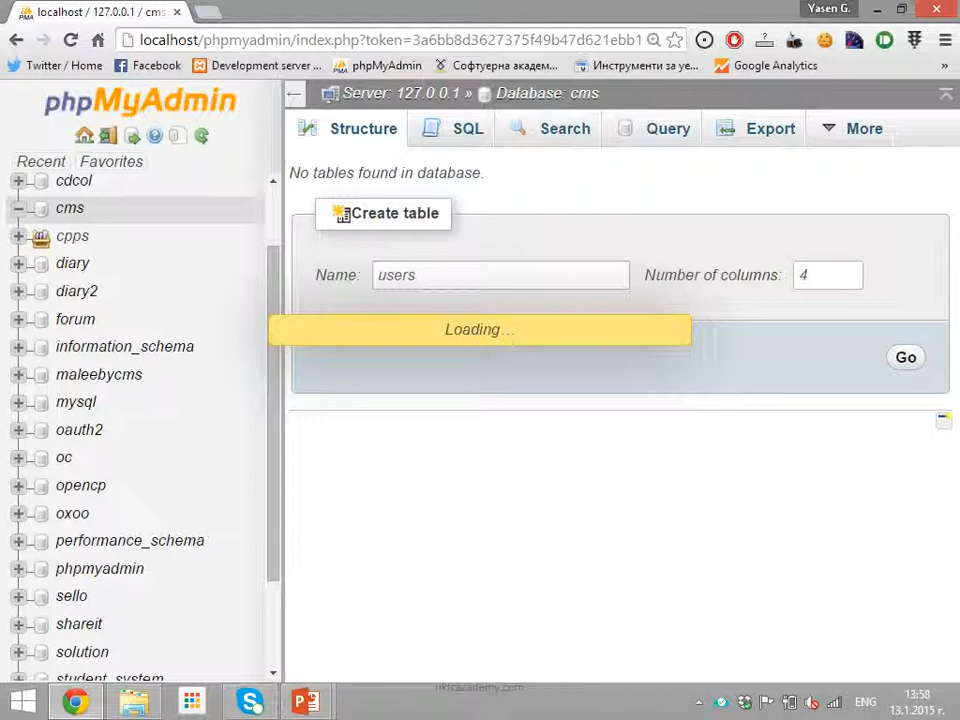 localhost / 127.0.0.1 / cms
Yasen G.
localhost/phpmyadmin/index.php?token=3a6bb8d3627375f49b47d621ebb1
Twitter / Home
Facebook
Development server ...
phpMyAdmin
Софтуерна академ...
Инструменти за уе...
Google Analytics
»
phpMyAdmin
Server: 127.0.0.1 » Database: cms
Structure
SQL
Search
Query
Export
More
Recent
Favorites
No tables found in database.
Create table
Name:
users
Number of columns:
4
Loading...
Go
cdcol
cms
cpps
diary
diary2
forum
information_schema
maleebycms
mysql
oauth2
oc
opencp
oxoo
performance_schema
phpmyadmin
sello
shareit
solution
student_system
ENG
13:58
13.1.2015 г.